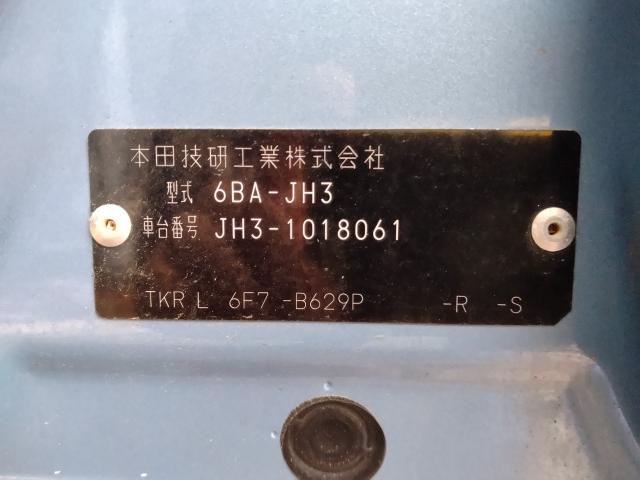 本田技研工業株式会社
型式 6BA-JH3
車台番号 JH3-1018061
TKR L 6F7 -B629P -R -S